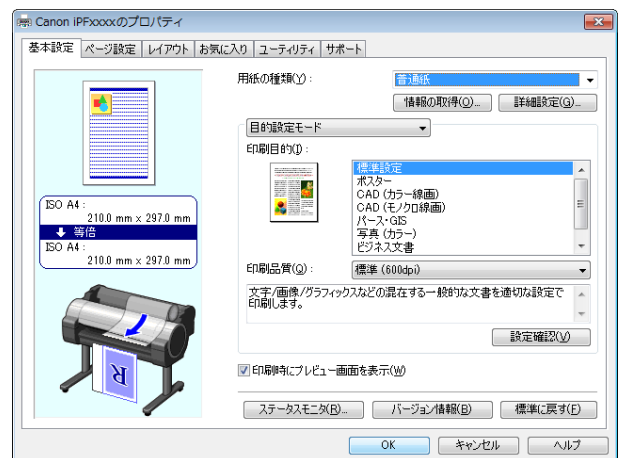 Canon iPFxxxxのプロパティ
基本設定 ページ設定 レイアウト お気に入り ユーティリティ サポート
用紙の種類(Y)： 普通紙
情報の取得(O)... 詳細設定(G)...
目的設定モード
印刷目的(I)：
標準設定
ポスター
CAD (カラー線画)
CAD (モノクロ線画)
パース・GIS
写真 (カラー)
ビジネス文書
ISO A4：
210.0 mm x 297.0 mm
等倍
ISO A4：
210.0 mm x 297.0 mm
印刷品質(Q)： 標準 (600dpi)
文字/画像/グラフィックスなどの混在する一般的な文書を適切な設定で
印刷します。
設定確認(V)
R
印刷時にプレビュー画面を表示(W)
ステータスモニタ(R)... バージョン情報(B) 標準に戻す(F)
OK キャンセル ヘルプ